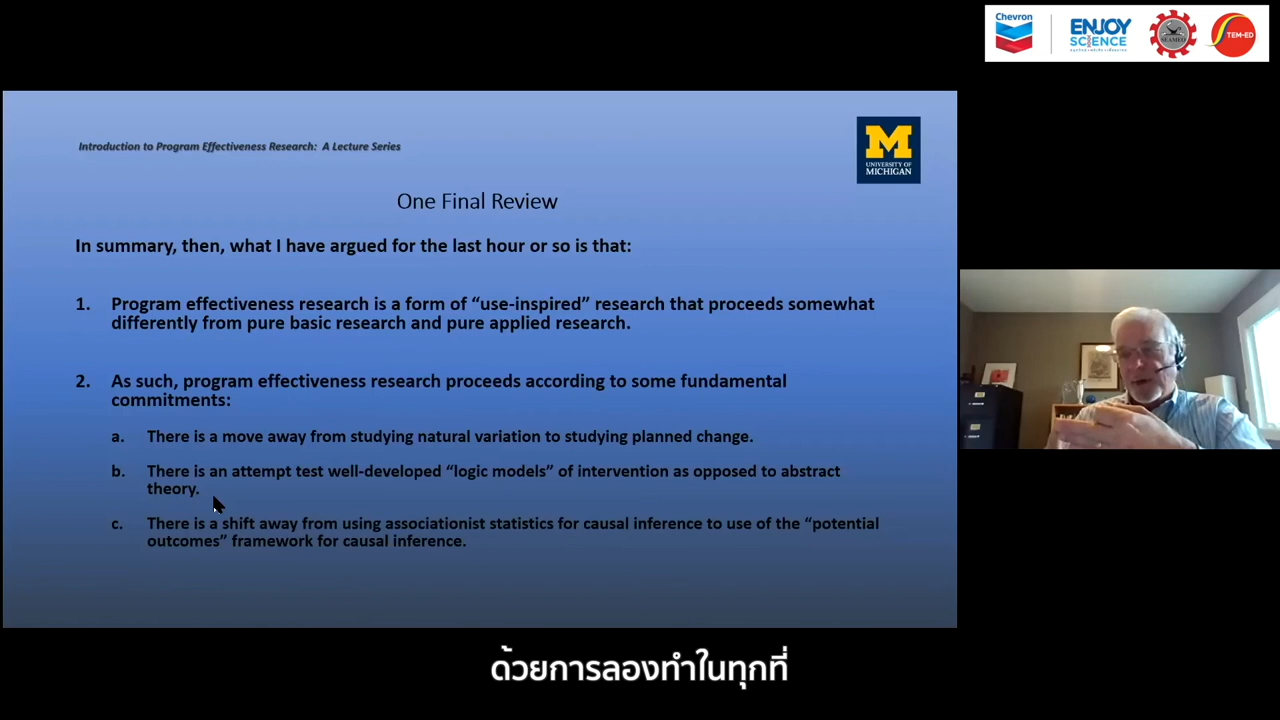 Chevron
ENJOY
SCIENCE
SEAMEO
STEM-ED
Introduction to Program Effectiveness Research: A Lecture Series
M
UNIVERSITY OF
MICHIGAN
One Final Review
In summary, then, what I have argued for the last hour or so is that:
1. Program effectiveness research is a form of “use-inspired” research that proceeds somewhat
differently from pure basic research and pure applied research.
2. As such, program effectiveness research proceeds according to some fundamental
commitments:
a. There is a move away from studying natural variation to studying planned change.
b. There is an attempt test well-developed “logic models” of intervention as opposed to abstract
theory.
c. There is a shift away from using associationist statistics for causal inference to use of the “potential
outcomes” framework for causal inference.
ด้วยการลองทำในทุกที่